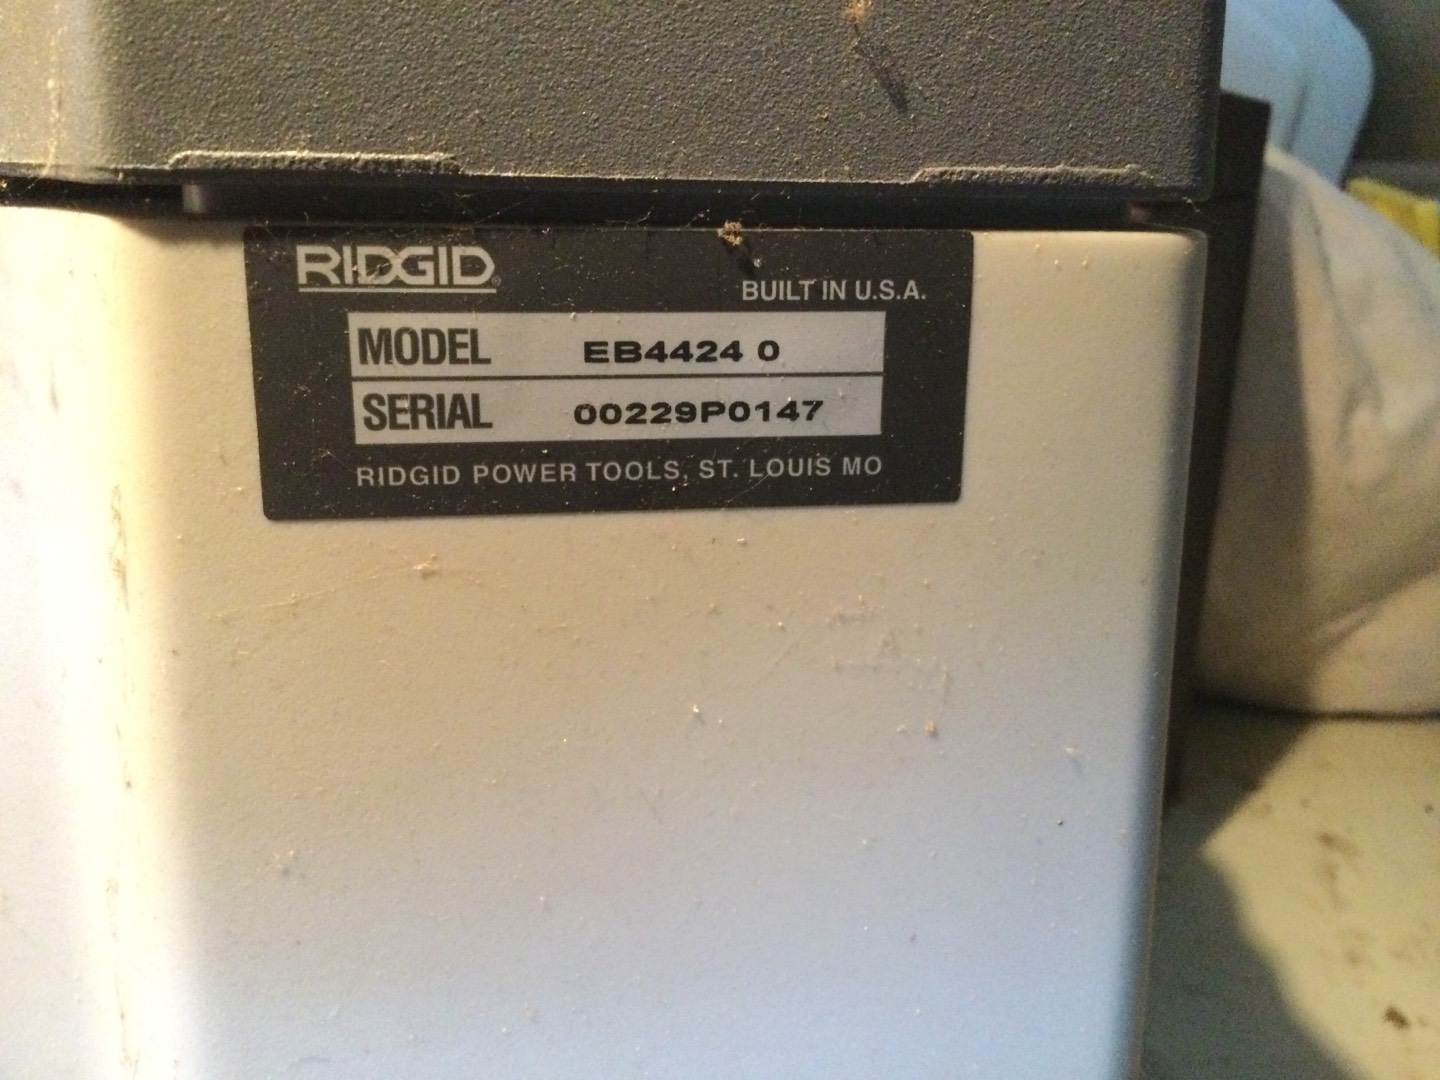 RIDGID®
BUILT IN U.S.A.
MODEL EB4424 0
SERIAL 00229P0147
RIDGID POWER TOOLS, ST. LOUIS MO